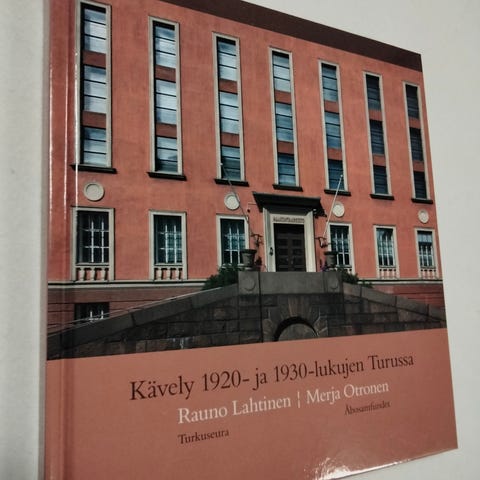 Kävely 1920- ja 1930-lukujen Turussa
Rauno Lahtinen | Merja Otronen
Turkuseura Åbosamfundet